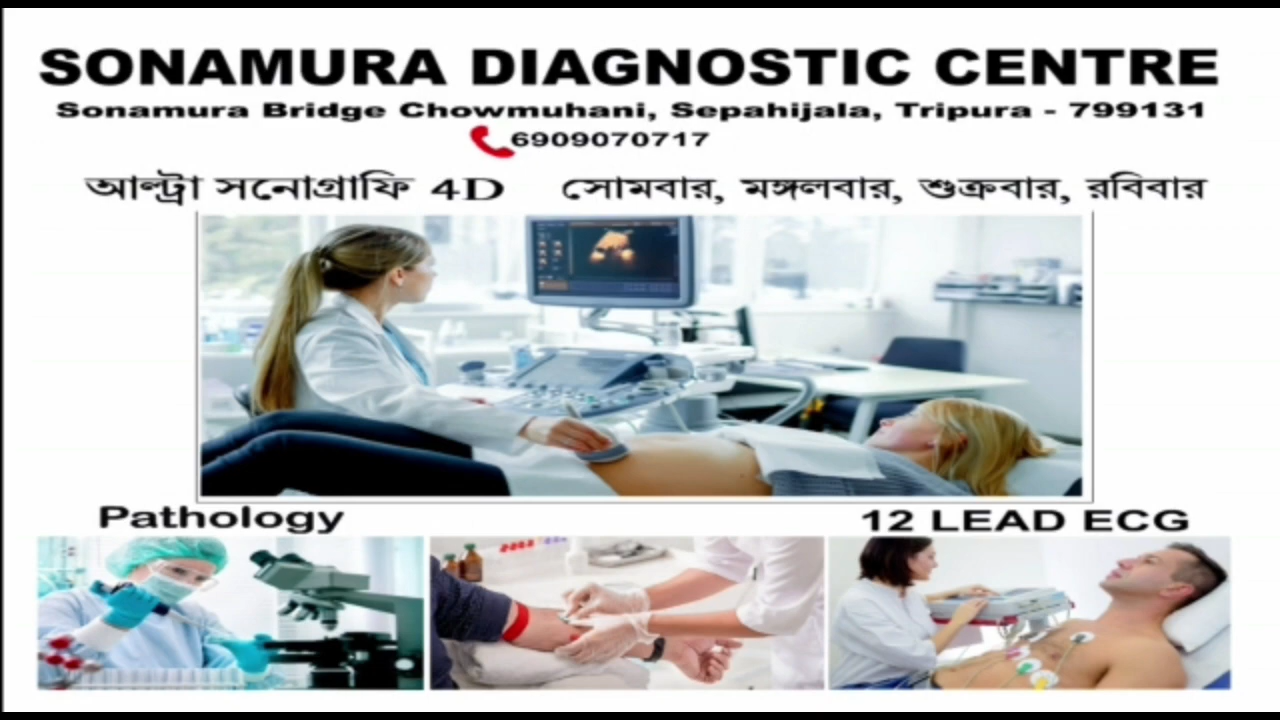 SONAMURA DIAGNOSTIC CENTRE
Sonamura Bridge Chowmuhani, Sepahijala, Tripura - 799131
6909070717
আল্ট্রা সনোগ্রাফি 4D সোমবার, মঙ্গলবার, শুক্রবার, রবিবার
Pathology
12 LEAD ECG